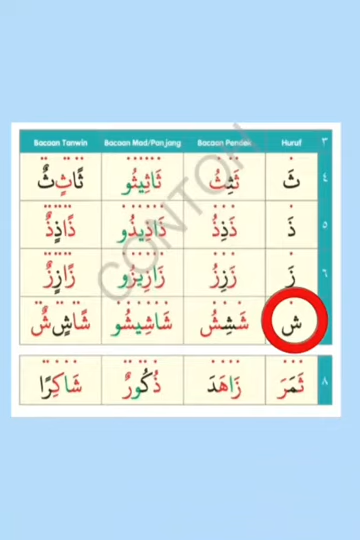 ٣ Huruf Bacaan Pendek Bacaan Mad/Panjang Bacaan Tanwin
٤ ثَ ثَثِثُ ثَاثِيثُو ثًاثٍثٌ
٥ ذَ ذَذِذُ ذَاذِيذُو ذًاذٍذٌ
٦ زَ زَزِزُ زَازِيزُو زًازٍزٌ
شَ شَشِشُ شَاشِيشُو شًاشٍشٌ
٨ ثَمَرَ زَاهَدَ ذُكُورٌ شَاكِرًا
CONTOH